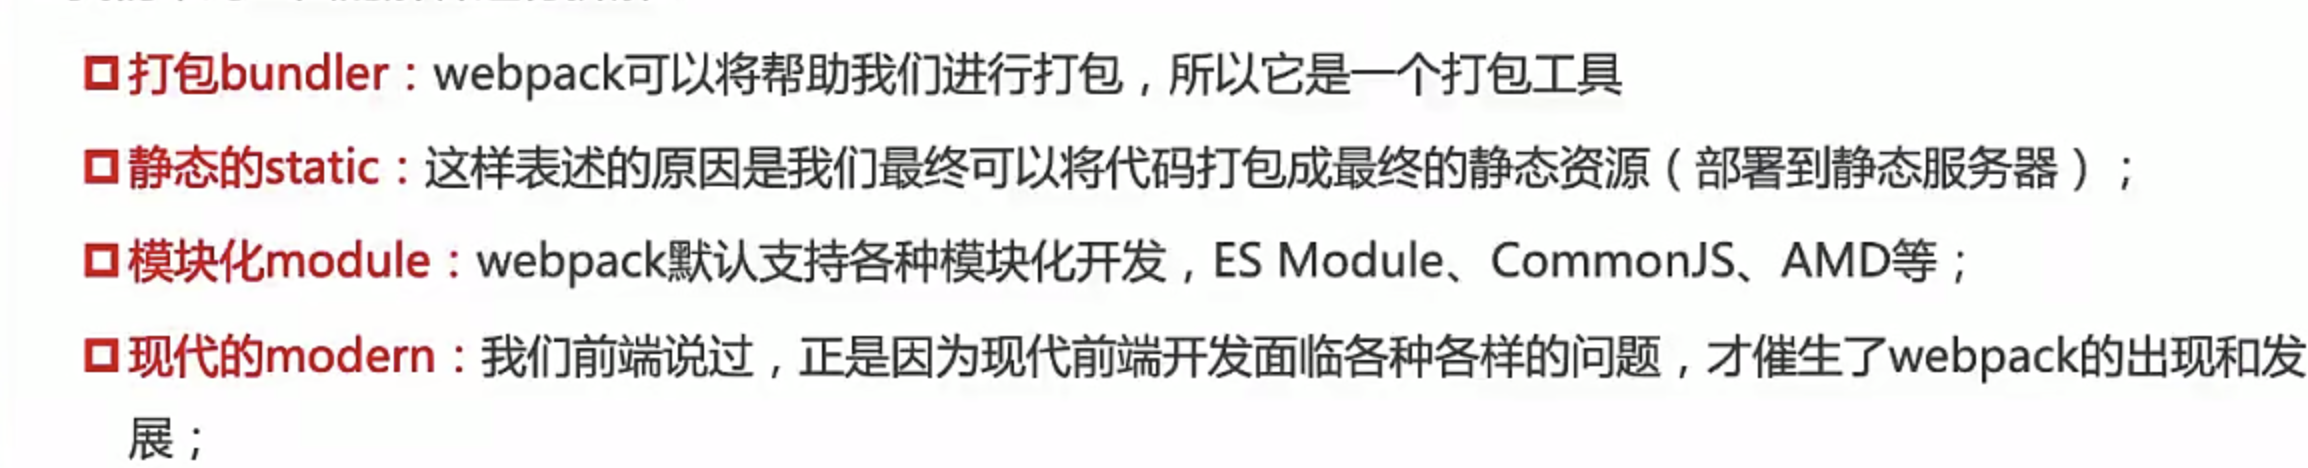 打包bundler：webpack可以将帮助我们进行打包，所以它是一个打包工具
静态的static：这样表述的原因是我们最终可以将代码打包成最终的静态资源（部署到静态服务器）；
模块化module：webpack默认支持各种模块化开发，ES Module、CommonJS、AMD等；
现代的modern：我们前端说过，正是因为现代前端开发面临各种各样的问题，才催生了webpack的出现和发
展；